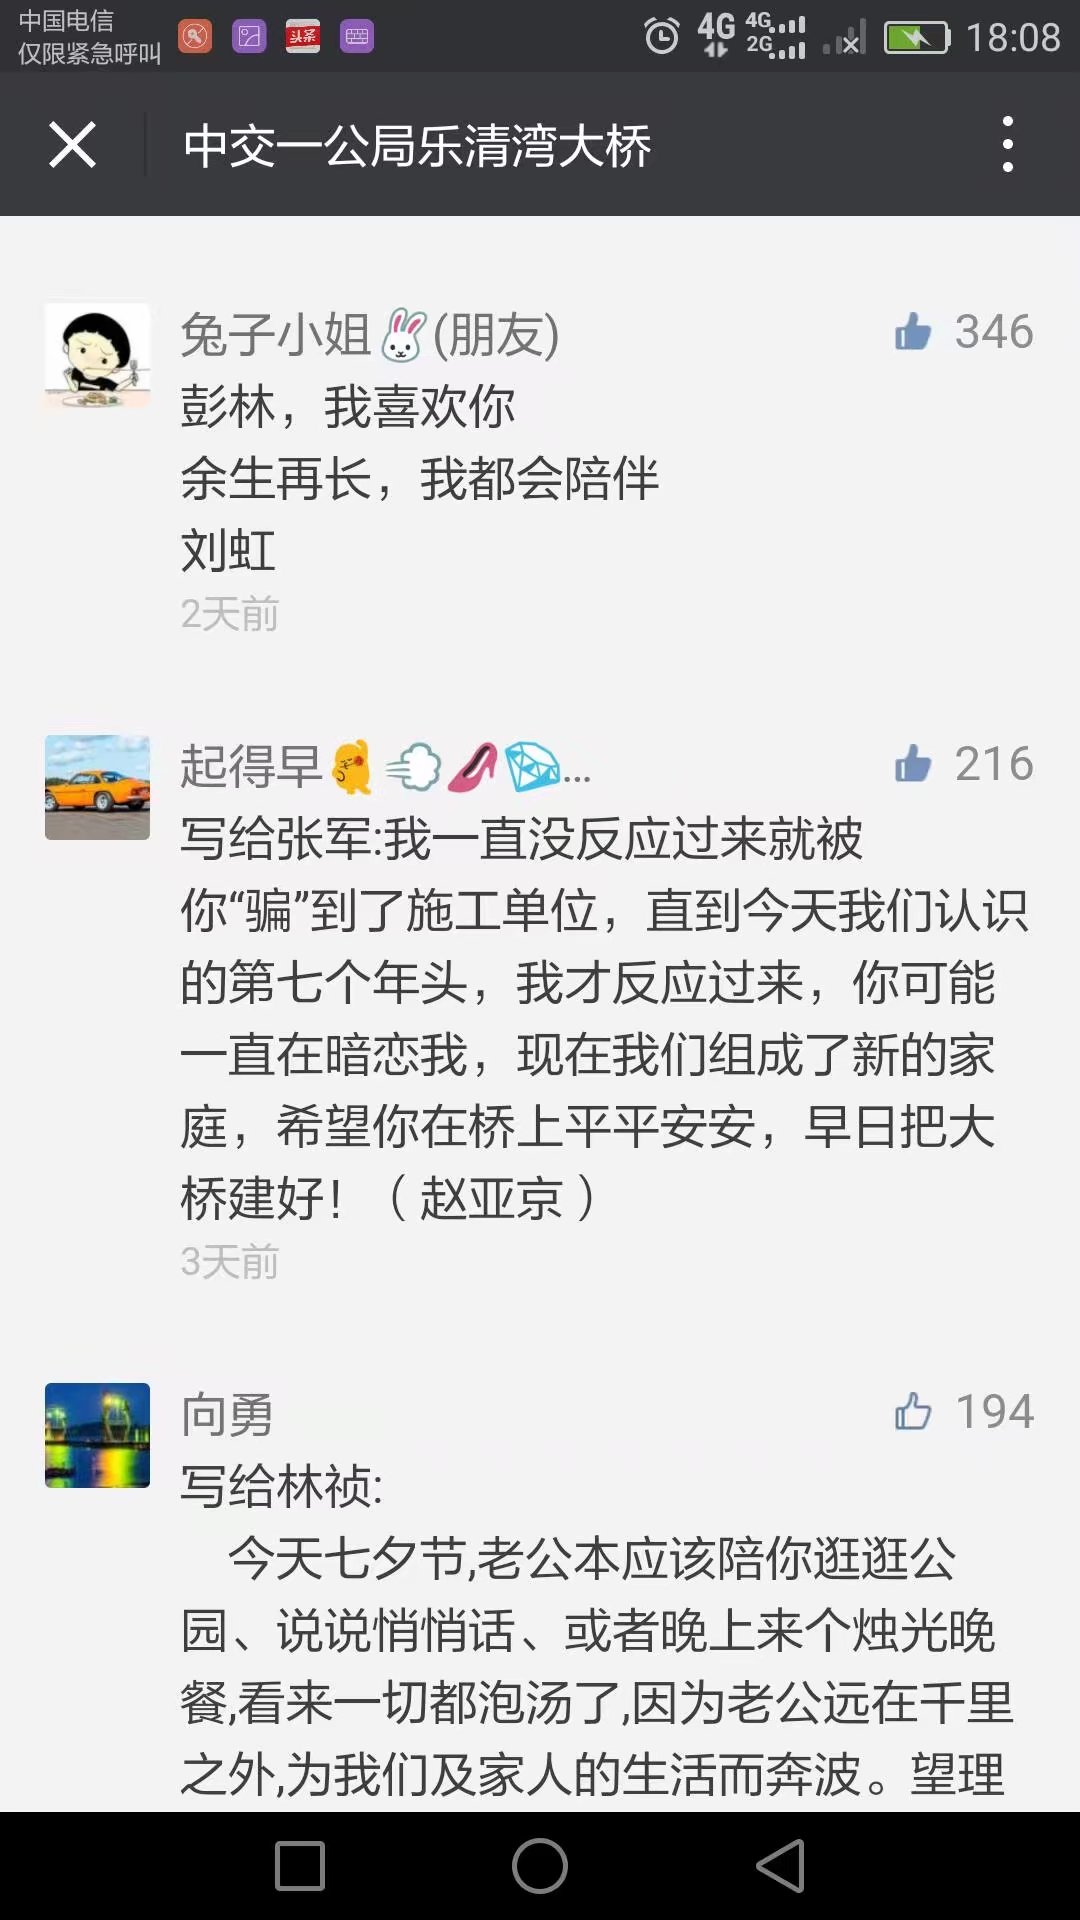 中国电信
仅限紧急呼叫
头条
4G
4G
2G
18:08
中交一公局乐清湾大桥
兔子小姐🐰(朋友)
346
彭林，我喜欢你
余生再长，我都会陪伴
刘虹
2天前
起得早💨👠💎...
216
写给张军:我一直没反应过来就被
你“骗”到了施工单位，直到今天我们认识
的第七个年头，我才反应过来，你可能
一直在暗恋我，现在我们组成了新的家
庭，希望你在桥上平平安安，早日把大
桥建好！（ 赵亚京 ）
3天前
向勇
194
写给林祯:
今天七夕节,老公本应该陪你逛逛公
园、说说悄悄话、或者晚上来个烛光晚
餐,看来一切都泡汤了,因为老公远在千里
之外,为我们及家人的生活而奔波。望理